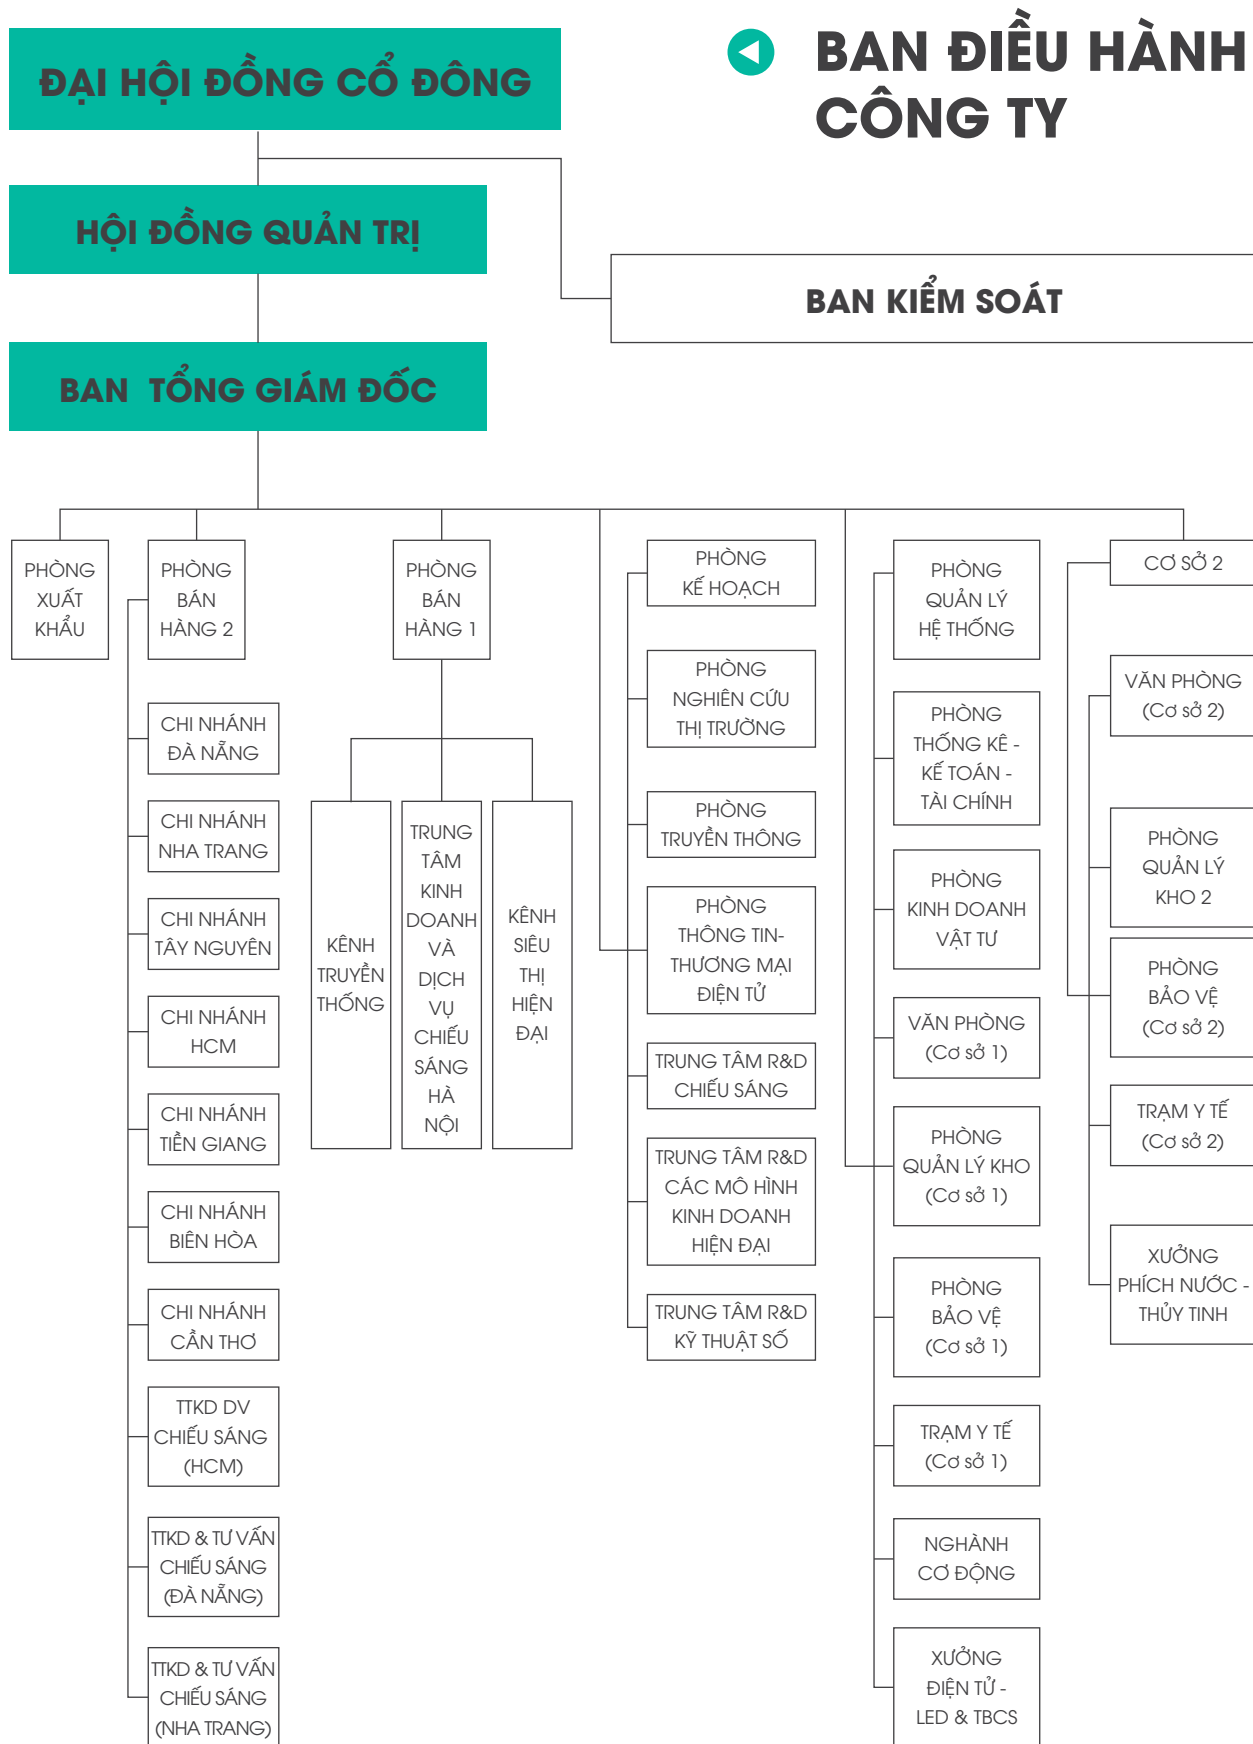 BAN ĐIỀU HÀNH
CÔNG TY
ĐẠI HỘI ĐỒNG CỔ ĐÔNG
HỘI ĐỒNG QUẢN TRỊ
BAN KIỂM SOÁT
BAN TỔNG GIÁM ĐỐC
PHÒNG
XUẤT
KHẨU
PHÒNG
BÁN
HÀNG 2
CHI NHÁNH
ĐÀ NẴNG
CHI NHÁNH
NHA TRANG
CHI NHÁNH
TÂY NGUYÊN
CHI NHÁNH
HCM
CHI NHÁNH
TIỀN GIANG
CHI NHÁNH
BIÊN HÒA
CHI NHÁNH
CẦN THƠ
TTKD DV
CHIẾU SÁNG
(HCM)
TTKD & TƯ VẤN
CHIẾU SÁNG
(ĐÀ NẴNG)
TTKD & TƯ VẤN
CHIẾU SÁNG
(NHA TRANG)
PHÒNG
BÁN
HÀNG 1
KÊNH
TRUYỀN
THỐNG
TRUNG
TÂM
KINH
DOANH
VÀ
DỊCH
VỤ
CHIẾU
SÁNG
HÀ
NỘI
KÊNH
SIÊU
THỊ
HIỆN
ĐẠI
PHÒNG
KẾ HOẠCH
PHÒNG
NGHIÊN CỨU
THỊ TRƯỜNG
PHÒNG
TRUYỀN THÔNG
PHÒNG
THÔNG TIN-
THƯƠNG MẠI
ĐIỆN TỬ
TRUNG TÂM R&D
CHIẾU SÁNG
TRUNG TÂM R&D
CÁC MÔ HÌNH
KINH DOANH
HIỆN ĐẠI
TRUNG TÂM R&D
KỸ THUẬT SỐ
PHÒNG
QUẢN LÝ
HỆ THỐNG
PHÒNG
THỐNG KÊ -
KẾ TOÁN -
TÀI CHÍNH
PHÒNG
KINH DOANH
VẬT TƯ
VĂN PHÒNG
(Cơ sở 1)
PHÒNG
QUẢN LÝ KHO
(Cơ sở 1)
PHÒNG
BẢO VỆ
(Cơ sở 1)
TRẠM Y TẾ
(Cơ sở 1)
NGHÀNH
CƠ ĐỘNG
XƯỞNG
ĐIỆN TỬ -
LED & TBCS
CƠ SỞ 2
VĂN PHÒNG
(Cơ sở 2)
PHÒNG
QUẢN LÝ
KHO 2
PHÒNG
BẢO VỆ
(Cơ sở 2)
TRẠM Y TẾ
(Cơ sở 2)
XƯỞNG
PHÍCH NƯỚC -
THỦY TINH